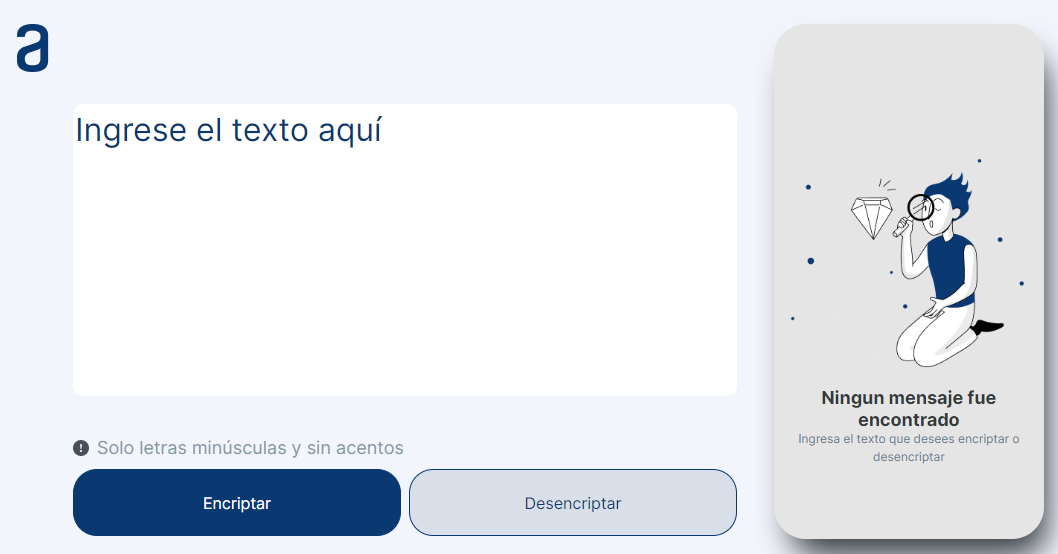 a
Ingrese el texto aquí
Solo letras minúsculas y sin acentos
Encriptar
Desencriptar
Ningun mensaje fue
encontrado
Ingresa el texto que desees encriptar o
desencriptar